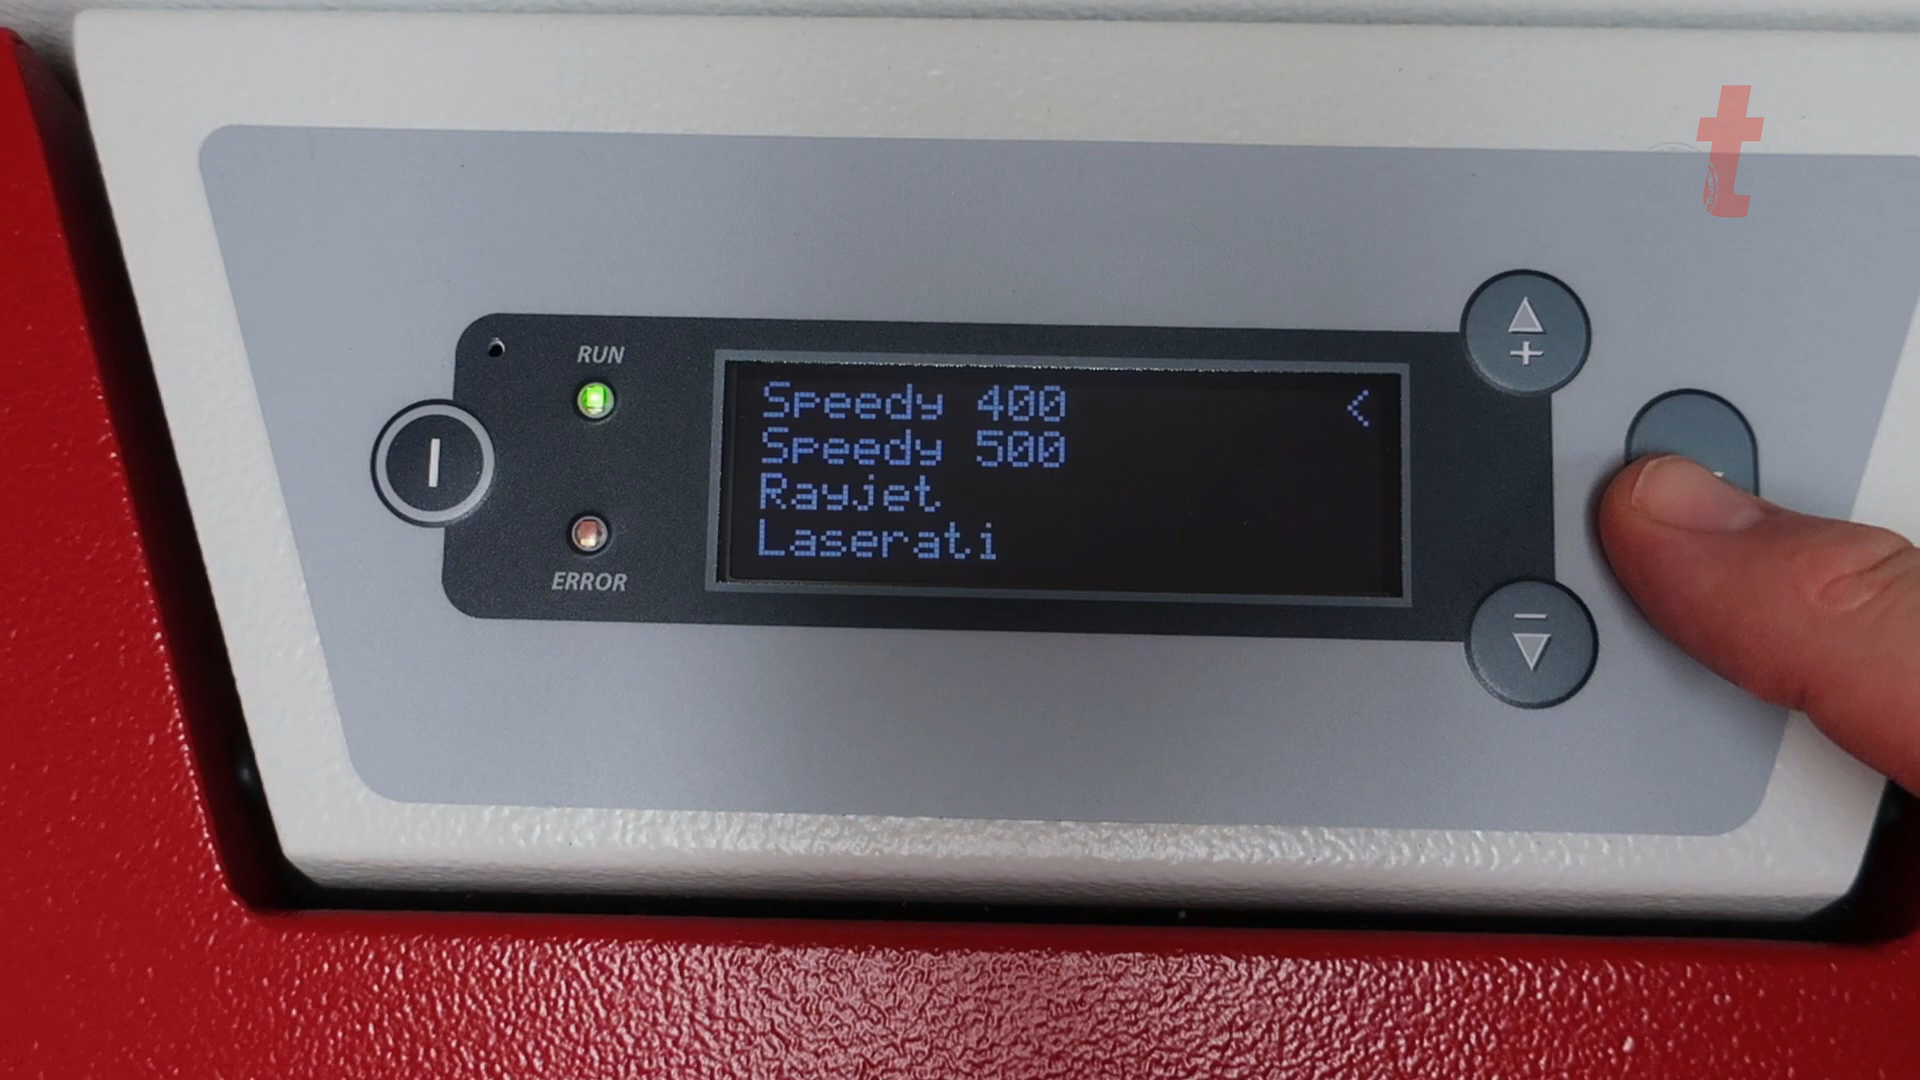 RUN
Speedy 400 <
Speedy 500
Rayjet
Laserati
ERROR
+
−
t